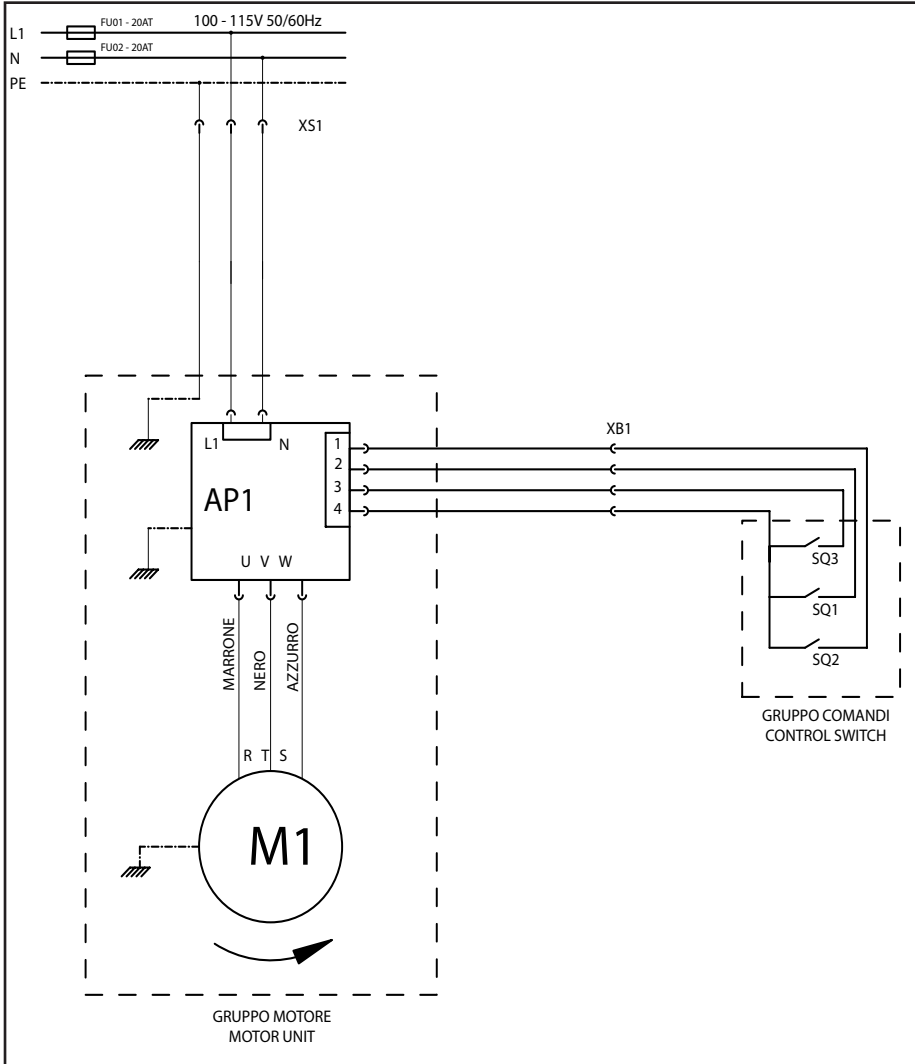 L1
FU01 - 20AT
100 - 115V 50/60Hz
N
FU02 - 20AT
PE
XS1
L1
N
1
2
3
4
AP1
U V W
XB1
MARRONE
NERO
AZZURRO
SQ3
SQ1
SQ2
GRUPPO COMANDI
CONTROL SWITCH
R T S
M1
GRUPPO MOTORE
MOTOR UNIT